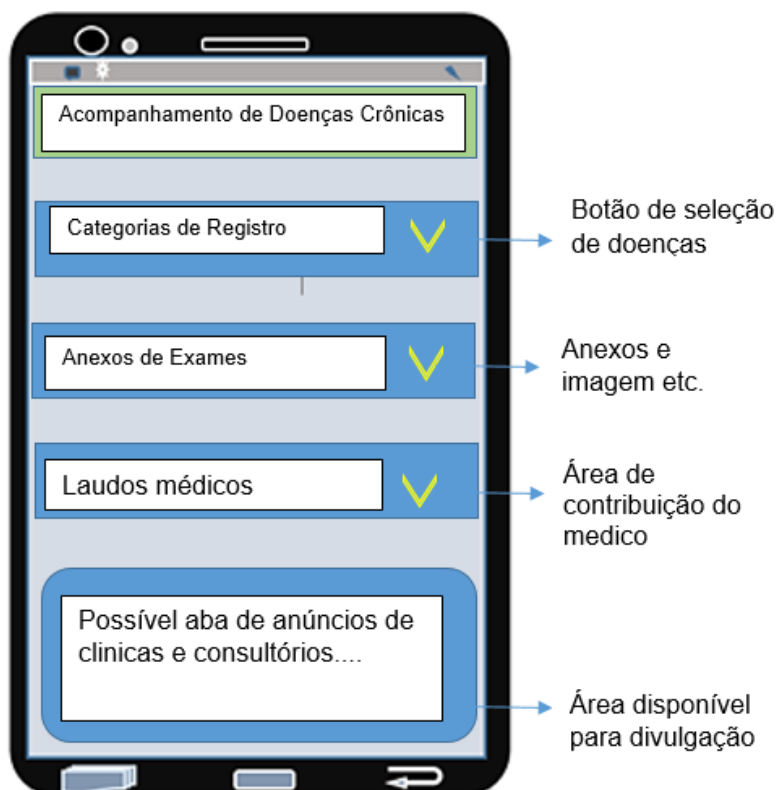 Acompanhamento de Doenças Crônicas
Categorias de Registro
Botão de seleção
de doenças
Anexos de Exames
Anexos e
imagem etc.
Laudos médicos
Área de
contribuição do
medico
Possível aba de anúncios de
clinicas e consultórios....
Área disponível
para divulgação